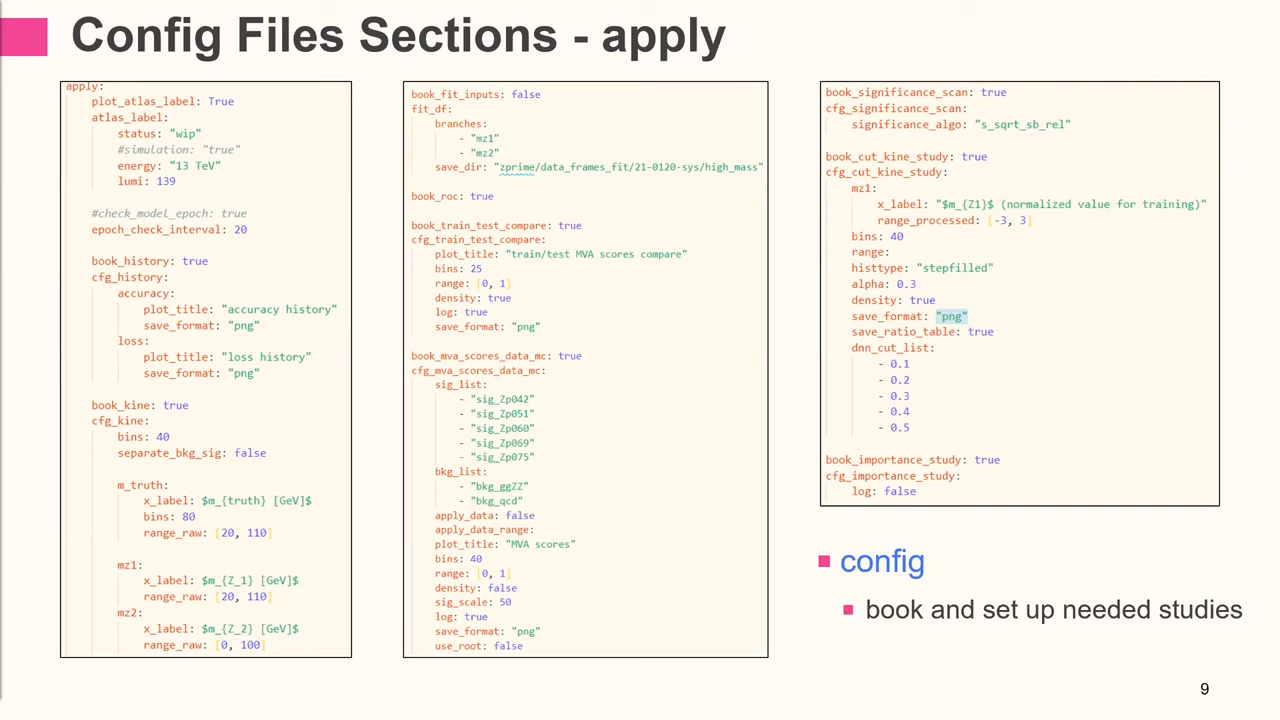 Config Files Sections - apply
apply:
plot_atlas_label: True
atlas_label:
status: "wip"
#simulation: "true"
energy: "13 TeV"
lumi: 139
#check_model_epoch: true
epoch_check_interval: 20
book_history: true
cfg_history:
accuracy:
plot_title: "accuracy history"
save_format: "png"
loss:
plot_title: "loss history"
save_format: "png"
book_kine: true
cfg_kine:
bins: 40
separate_bkg_sig: false
m_truth:
x_label: $m_{truth} [GeV]$
bins: 80
range_raw: [20, 110]
mz1:
x_label: $m_{Z_1} [GeV]$
range_raw: [20, 110]
mz2:
x_label: $m_{Z_2} [GeV]$
range_raw: [0, 100]
book_fit_inputs: false
fit_df:
branches:
- "mz1"
- "mz2"
save_dir: "zprime/data_frames_fit/21-0120-sys/high_mass"
book_roc: true
book_train_test_compare: true
cfg_train_test_compare:
plot_title: "train/test MVA scores compare"
bins: 25
range: [0, 1]
density: true
log: true
save_format: "png"
book_mva_scores_data_mc: true
cfg_mva_scores_data_mc:
sig_list:
- "sig_Zp042"
- "sig_Zp051"
- "sig_Zp060"
- "sig_Zp069"
- "sig_Zp075"
bkg_list:
- "bkg_ggZZ"
- "bkg_qcd"
apply_data: false
apply_data_range:
plot_title: "MVA scores"
bins: 40
range: [0, 1]
density: false
sig_scale: 50
log: true
save_format: "png"
use_root: false
book_significance_scan: true
cfg_significance_scan:
significance_algo: "s_sqrt_sb_rel"
book_cut_kine_study: true
cfg_cut_kine_study:
mz1:
x_label: "$m_{Z1}$ (normalized value for training)"
range_processed: [-3, 3]
bins: 40
range:
histtype: "stepfilled"
alpha: 0.3
density: true
save_format: "png"
save_ratio_table: true
dnn_cut_list:
- 0.1
- 0.2
- 0.3
- 0.4
- 0.5
book_importance_study: true
cfg_importance_study:
log: false
config
book and set up needed studies
9